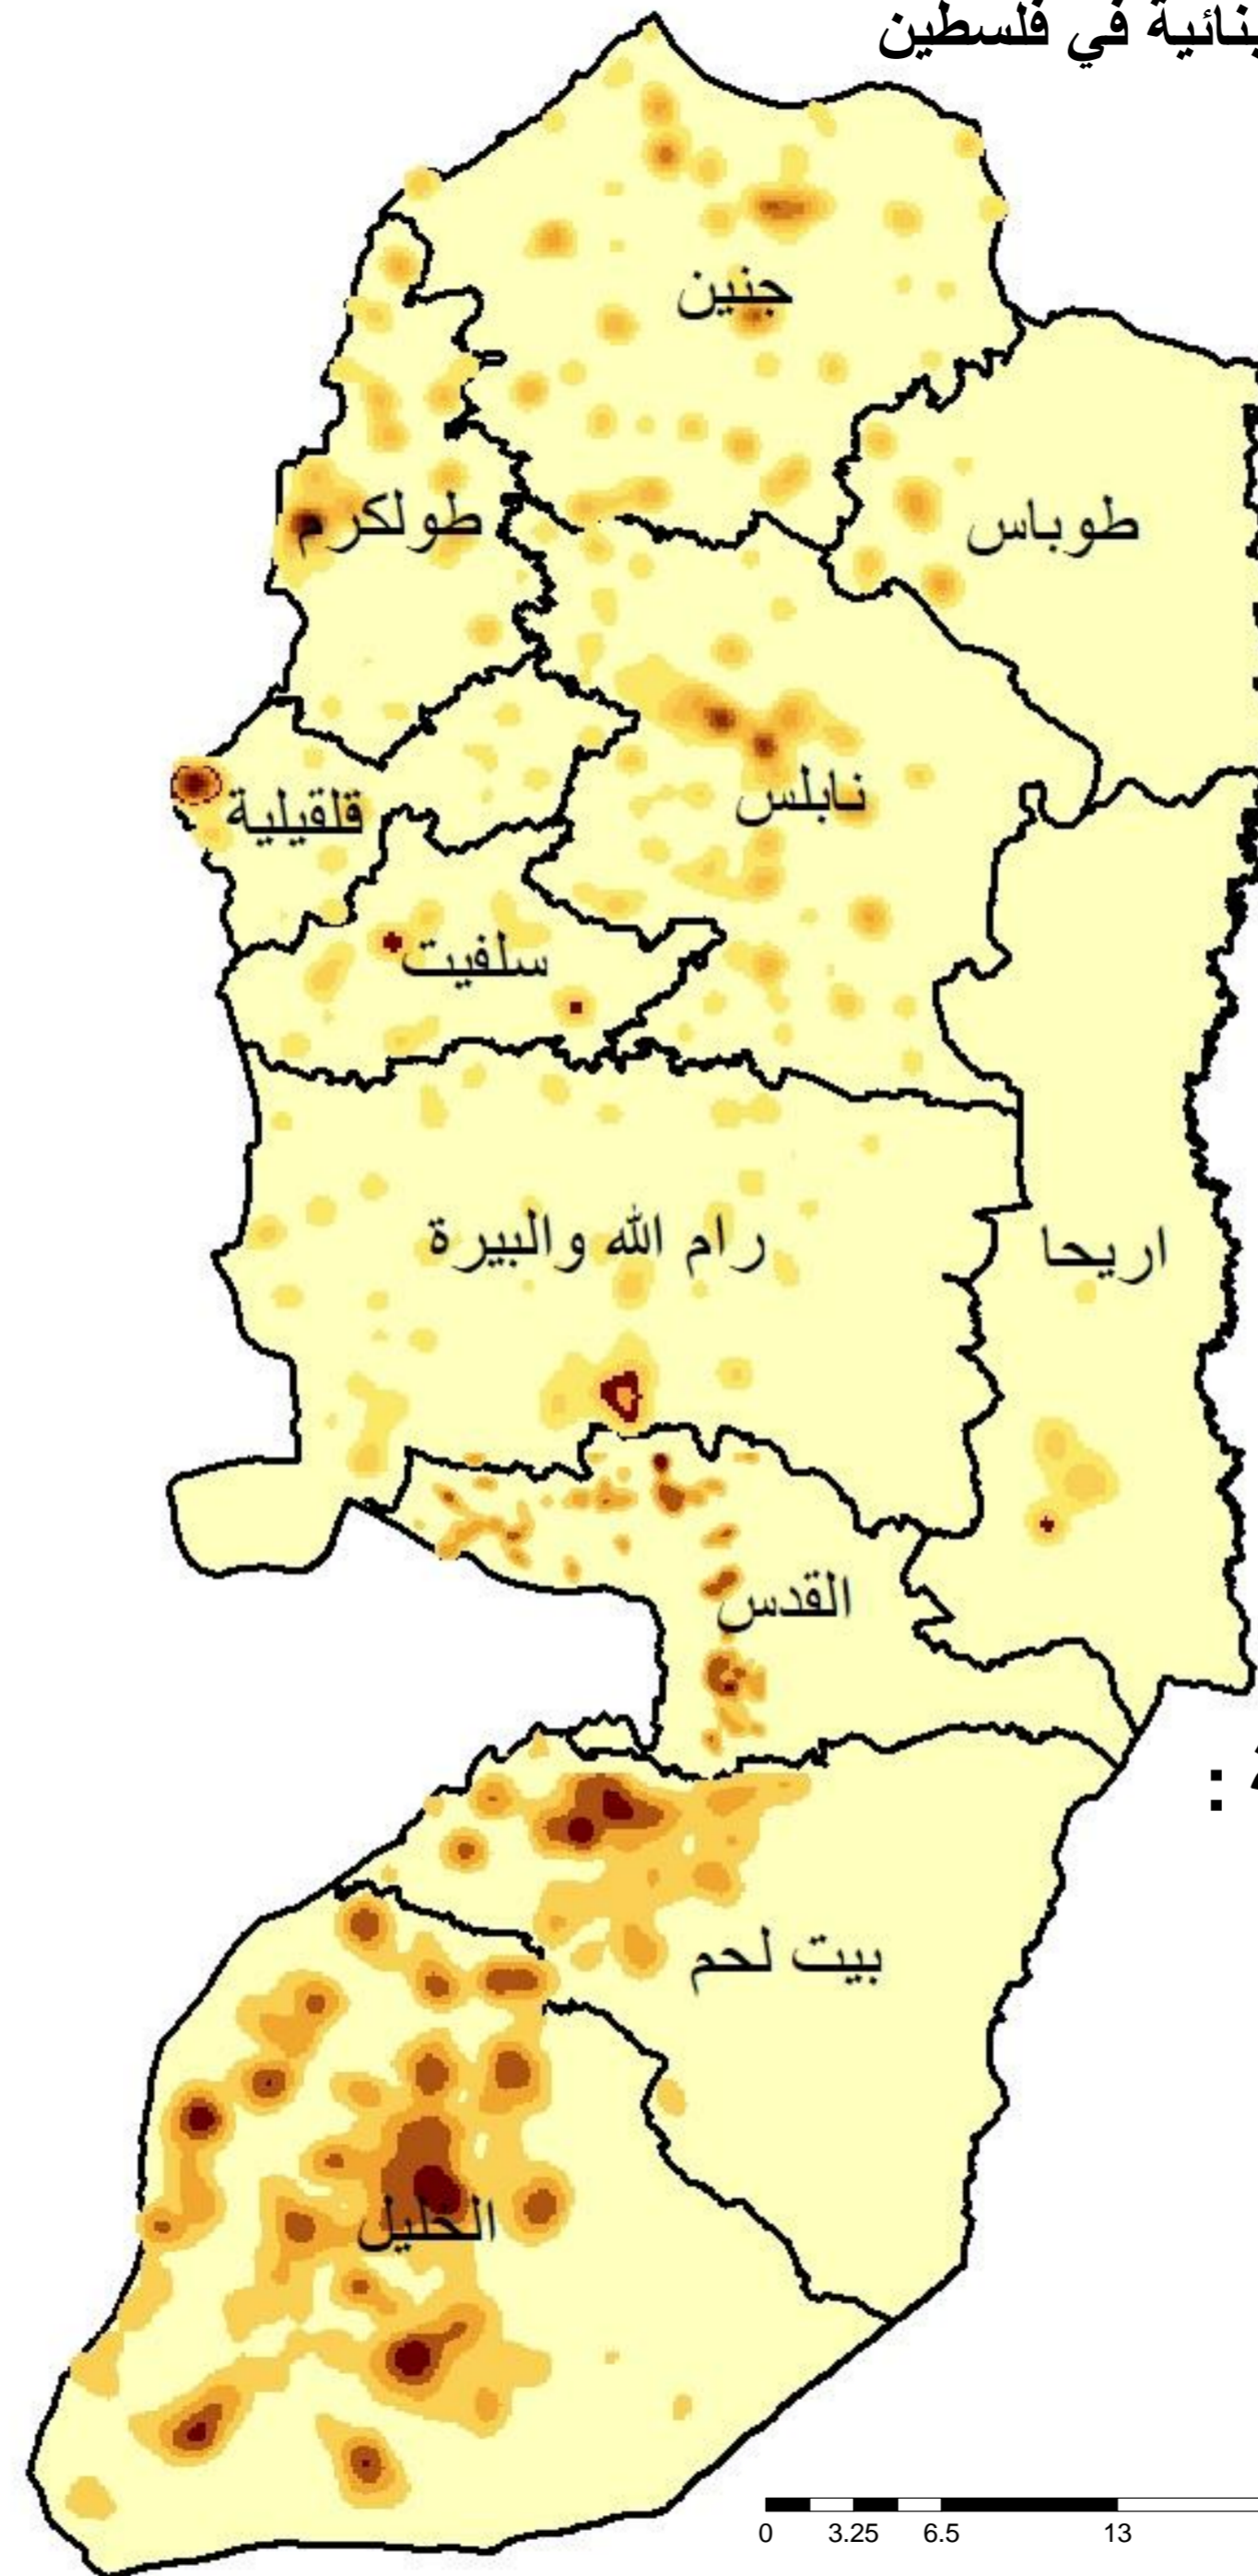 في فلسطين
جنين
طولكرم
طوباس
نابلس
قلقيلية
سلفيت
رام الله والبيرة
اريحا
القدس
:
بيت لحم
الخليل
0 3.25 6.5 13